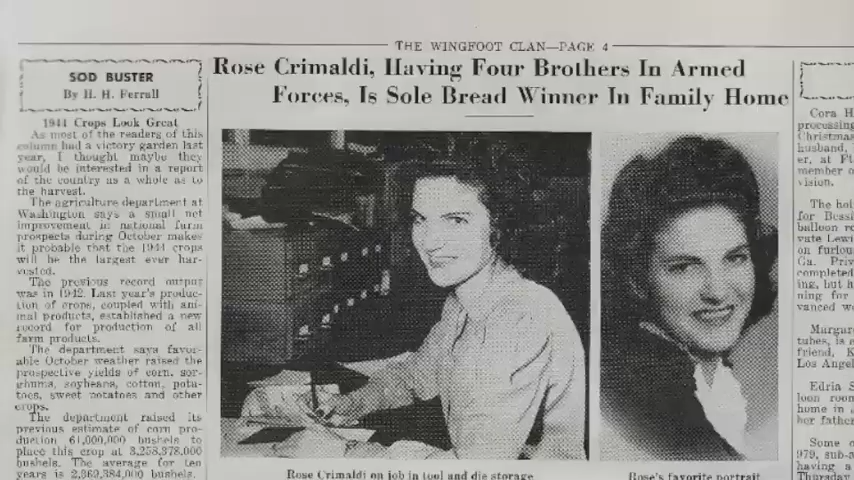 THE WINGFOOT CLAN—PAGE 4
SOD BUSTER
By H. H. Ferrall
1944 Crops Look Great
As most of the readers of this
column had a victory garden last
year, I thought maybe they
would be interested in a report
of the country as a whole as to
the harvest.
The agriculture department at
Washington says a small net
improvement in national farm
prospects during October makes
it probable that the 1944 crops
will be the largest ever har-
vested.
The previous record output
was in 1942. Last year's produc-
tion of crops, coupled with ani-
mal products, established a new
record for production of all
farm products.
The department says favor-
able October weather raised the
prospective yields of corn, sor-
ghums, soybeans, cotton, pota-
toes, sweet potatoes and other
crops.
The department raised its
previous estimate of corn pro-
duction 61,000,000 bushels to
place this crop at 3,258,378,000
bushels. The average for ten
years is 2,369,384,000 bushels.
Rose Crimaldi, Having Four Brothers In Armed
Forces, Is Sole Bread Winner In Family Home
Rose Crimaldi on job in tool and die storage
Rose's favorite portrait
Cora H
processing
Christmas
husband,
er, at Ft.
member o
vision.
The hol
for Bessi
balloon ro
vate Lewi
on furlou
Ga. Priv
completed
ing, but h
ning for
vanced w
Margar
tubes, is a
friend, K
Los Angel
Edria S
loon room
home in
her father
Some o
979, sub-a
having a
Thursday